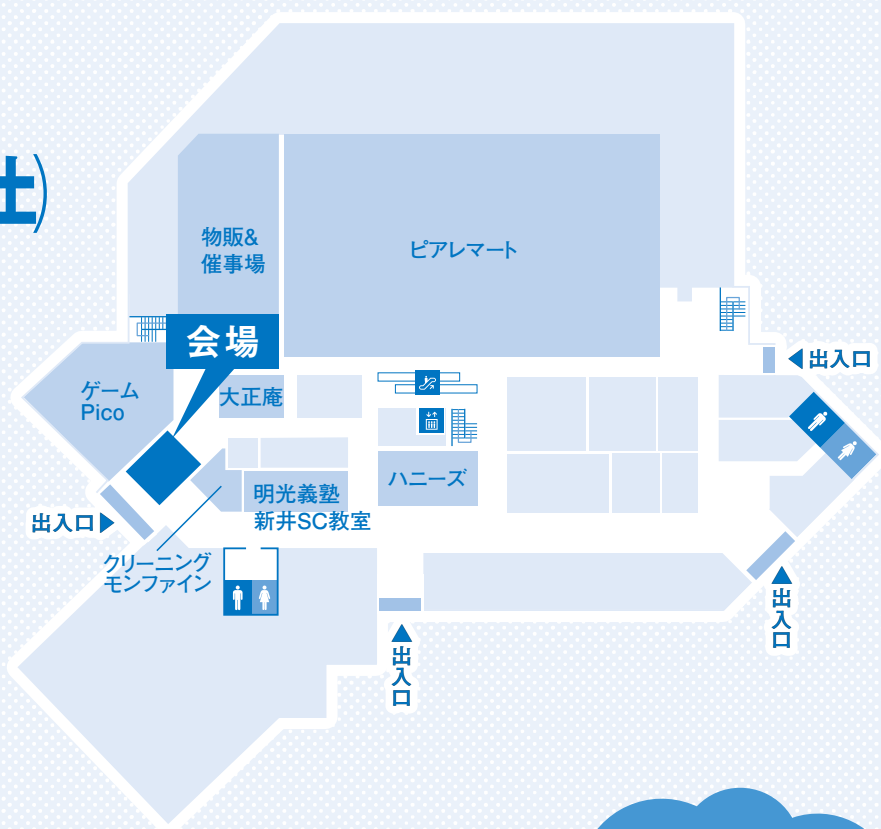 土)
物販&
催事場
ピアレマート
会場
出入口
ゲーム
Pico
大正庵
ハニーズ
明光義塾
新井SC教室
出入口
クリーニング
モンファイン
出入口
出入口